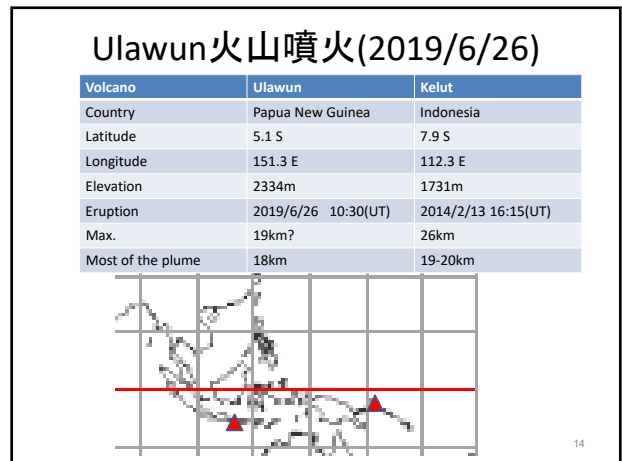 Ulawun火山噴火(2019/6/26)
Volcano Ulawun Kelut
Country Papua New Guinea Indonesia
Latitude 5.1 S 7.9 S
Longitude 151.3 E 112.3 E
Elevation 2334m 1731m
Eruption 2019/6/26 10:30(UT) 2014/2/13 16:15(UT)
Max. 19km? 26km
Most of the plume 18km 19-20km
14